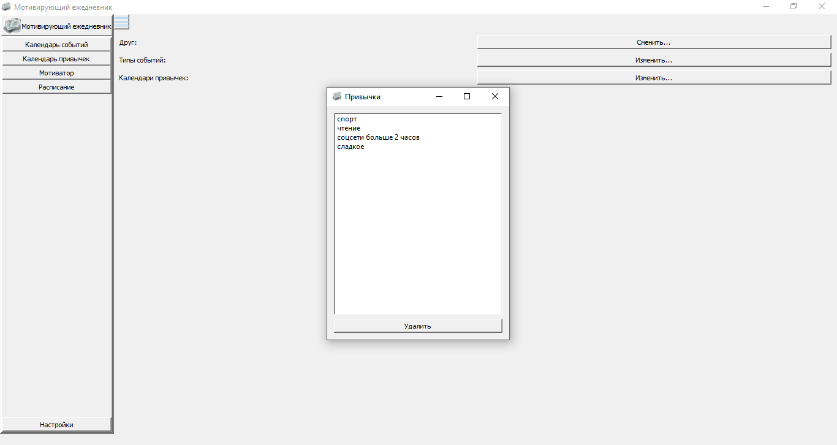 Мотивирующий ежедневник
Мотивирующий ежедневник
Календарь событий
Календарь привычек
Мотиватор
Расписание
Друг:
Сменить...
Типы событий:
Изменить...
Календари привычек:
Изменить...
Привычки
спорт
чтение
соцсети больше 2 часов
сладкое
Удалить
Настройки